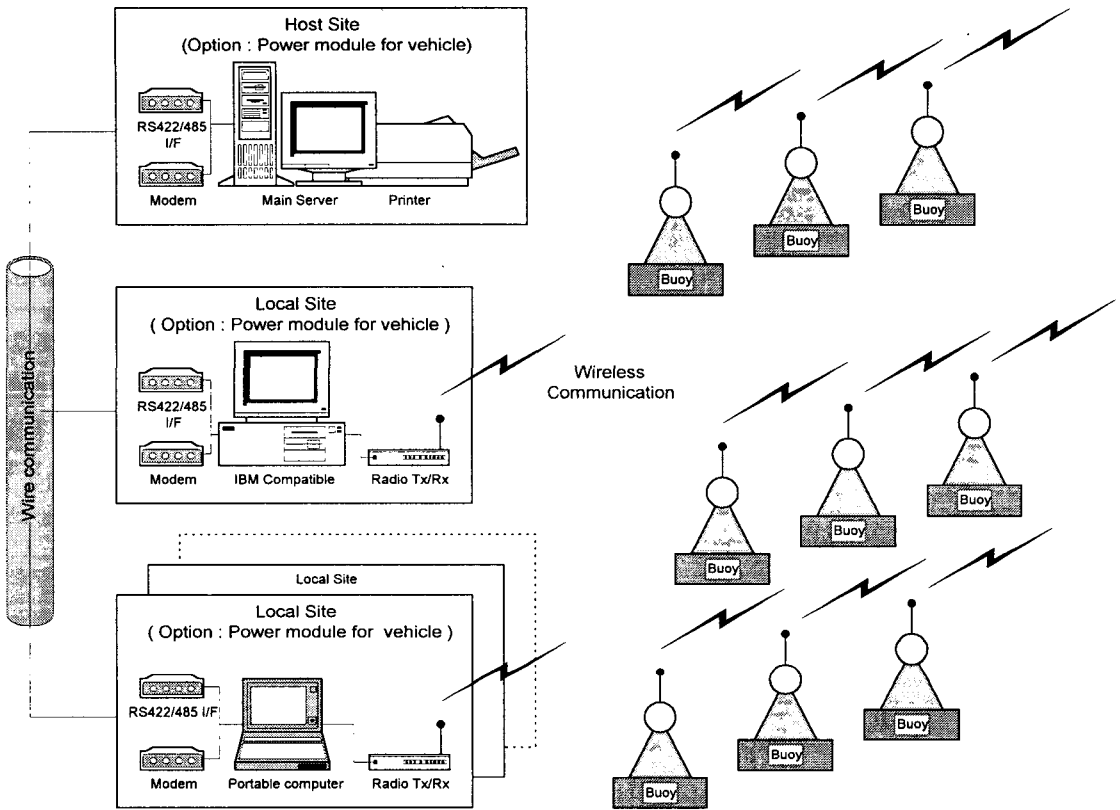 Host Site
(Option : Power module for vehicle)
RS422/485
I/F
Modem
Main Server
Printer
Wire communication
Local Site
( Option : Power module for vehicle )
RS422/485
I/F
Modem
IBM Compatible
Radio Tx/Rx
Local Site
Local Site
( Option : Power module for vehicle )
RS422/485 I/F
Modem
Portable computer
Radio Tx/Rx
Wireless
Communication
Buoy
Buoy
Buoy
Buoy
Buoy
Buoy
Buoy
Buoy
Buoy